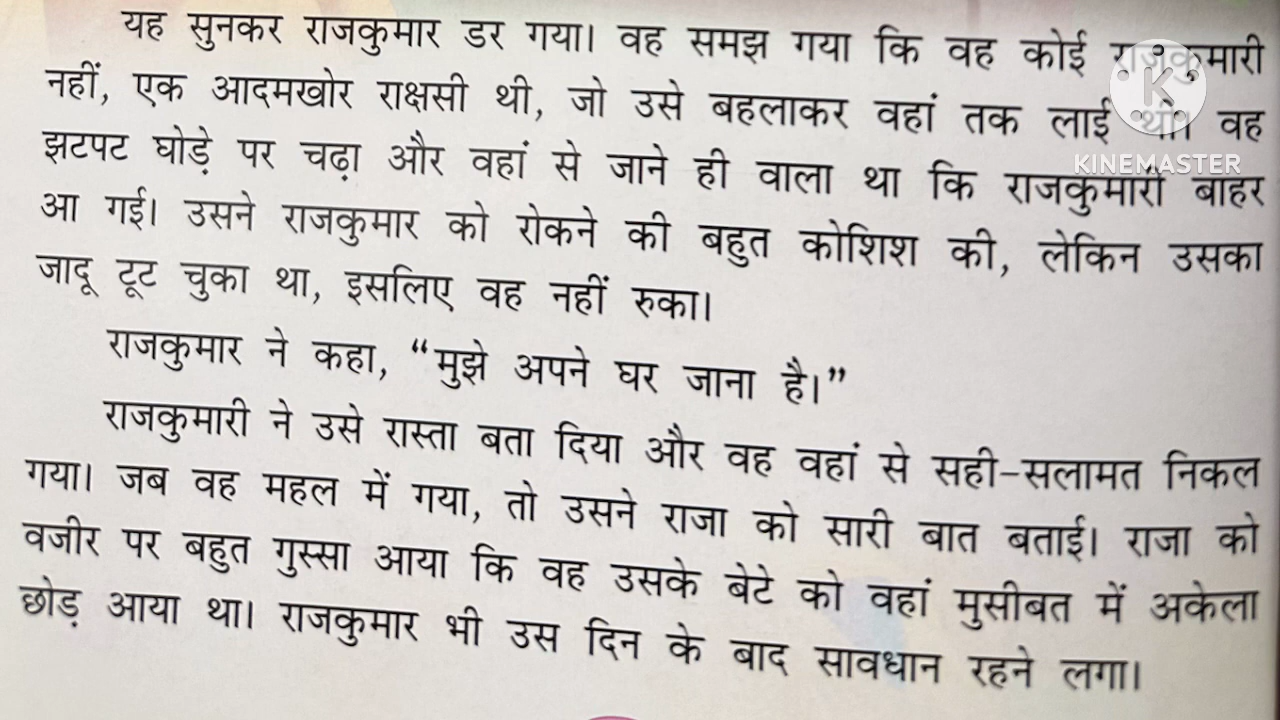 यह सुनकर राजकुमार डर गया। वह समझ गया कि वह कोई राजकुमारी
नहीं, एक आदमखोर राक्षसी थी, जो उसे बहलाकर वहां तक लाई थी। वह
झटपट घोड़े पर चढ़ा और वहां से जाने ही वाला था कि राजकुमारी बाहर
आ गई। उसने राजकुमार को रोकने की बहुत कोशिश की, लेकिन उसका
जादू टूट चुका था, इसलिए वह नहीं रुका।
राजकुमार ने कहा, “मुझे अपने घर जाना है।”
राजकुमारी ने उसे रास्ता बता दिया और वह वहां से सही-सलामत निकल
गया। जब वह महल में गया, तो उसने राजा को सारी बात बताई। राजा को
वजीर पर बहुत गुस्सा आया कि वह उसके बेटे को वहां मुसीबत में अकेला
छोड़ आया था। राजकुमार भी उस दिन के बाद सावधान रहने लगा।
K
KINEMASTER